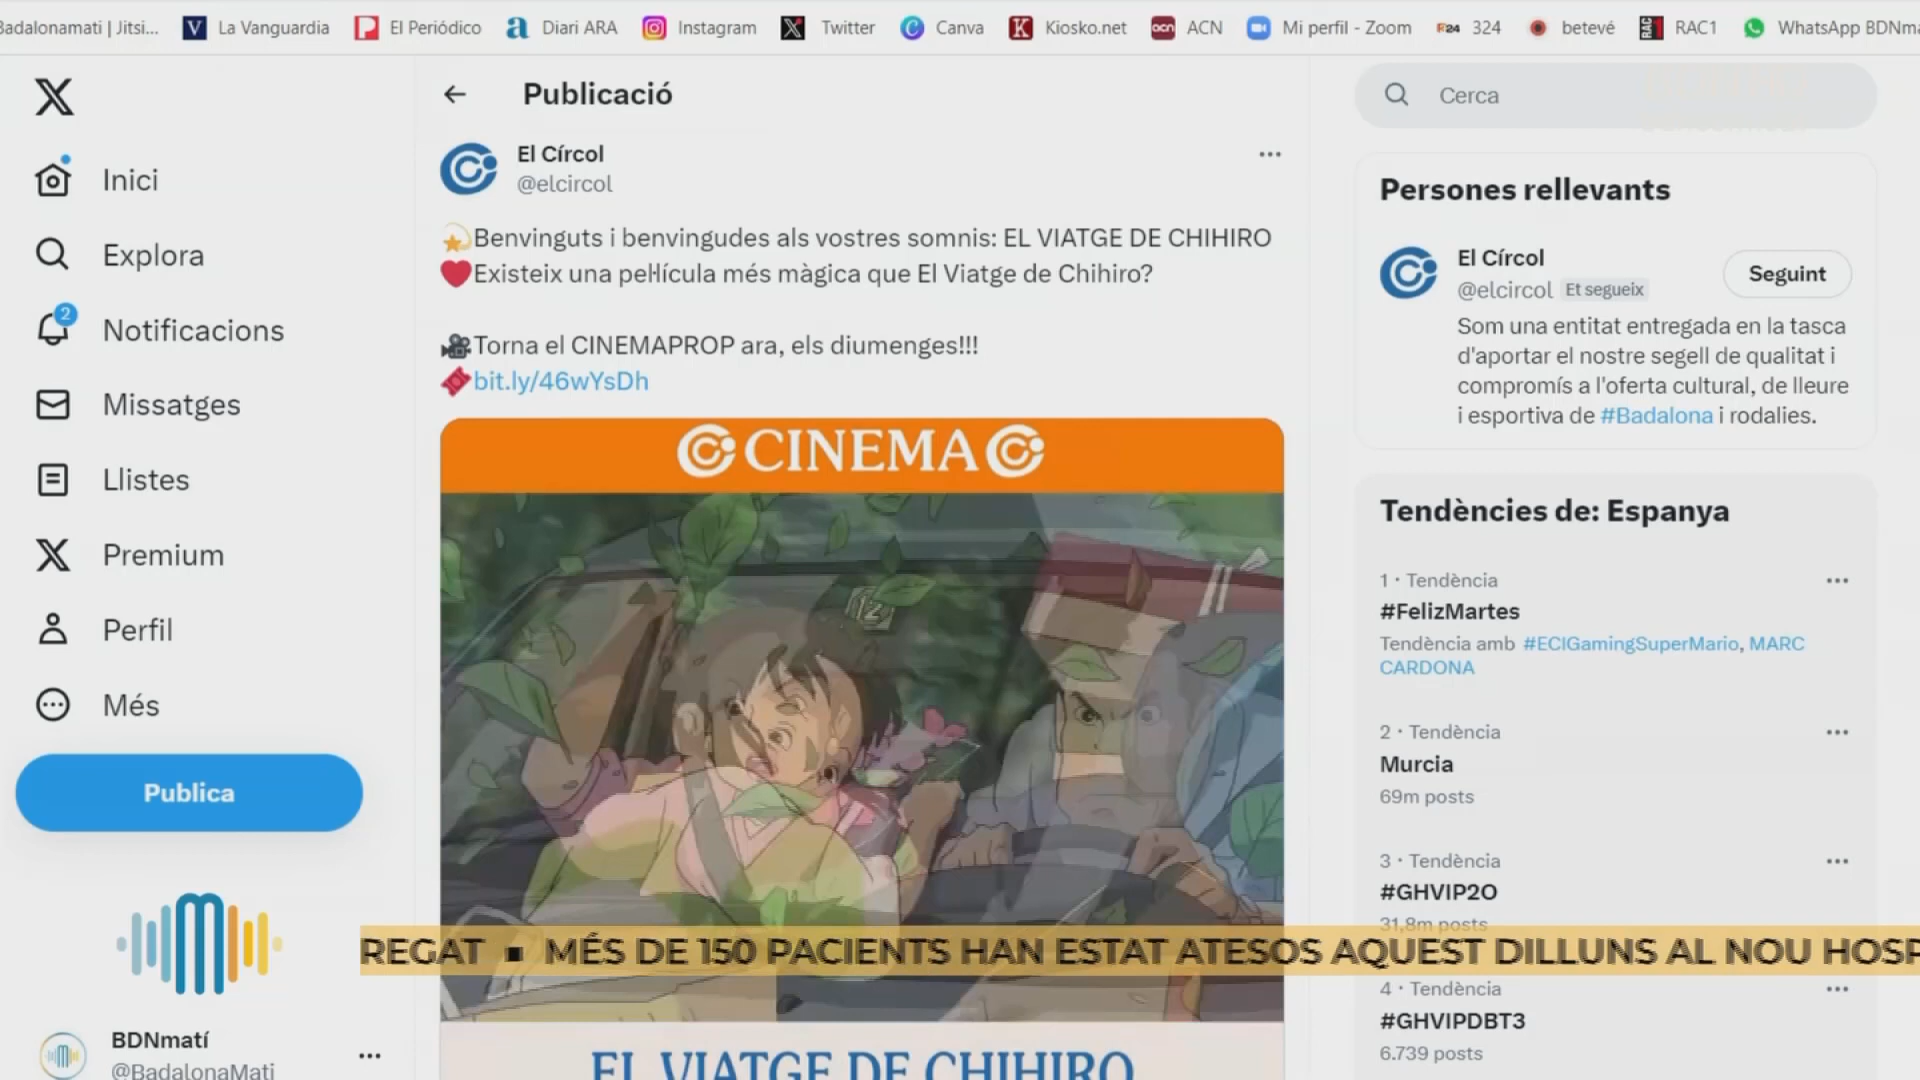 Badalonamati | Jitsi...
La Vanguardia
El Periódico
Diari ARA
Instagram
Twitter
Canva
Kiosko.net
ACN
Mi perfil - Zoom
324
betevé
RAC1
WhatsApp BDNma
Inici
Explora
2
Notificacions
Missatges
Llistes
Premium
Perfil
Més
Publica
BDNmatí
@BadalonaMati
Publicació
El Círcol
@elcircol
Benvinguts i benvingudes als vostres somnis: EL VIATGE DE CHIHIRO
Existeix una pel·lícula més màgica que El Viatge de Chihiro?
Torna el CINEMAPROP ara, els diumenges!!!
bit.ly/46wYsDh
CINEMA
12
EL VIATGE DE CHIHIRO
Cerca
Persones rellevants
El Círcol
@elcircol Et segueix
Seguint
Som una entitat entregada en la tasca
d'aportar el nostre segell de qualitat i
compromís a l'oferta cultural, de lleure
i esportiva de #Badalona i rodalies.
Tendències de: Espanya
1 · Tendència
#FelizMartes
Tendència amb #ECIGamingSuperMario, MARC
CARDONA
2 · Tendència
Murcia
69m posts
3 · Tendència
#GHVIP2O
31,8m posts
4 · Tendència
#GHVIPDBT3
6.739 posts
REGAT ▪ MÉS DE 150 PACIENTS HAN ESTAT ATESOS AQUEST DILLUNS AL NOU HOSP